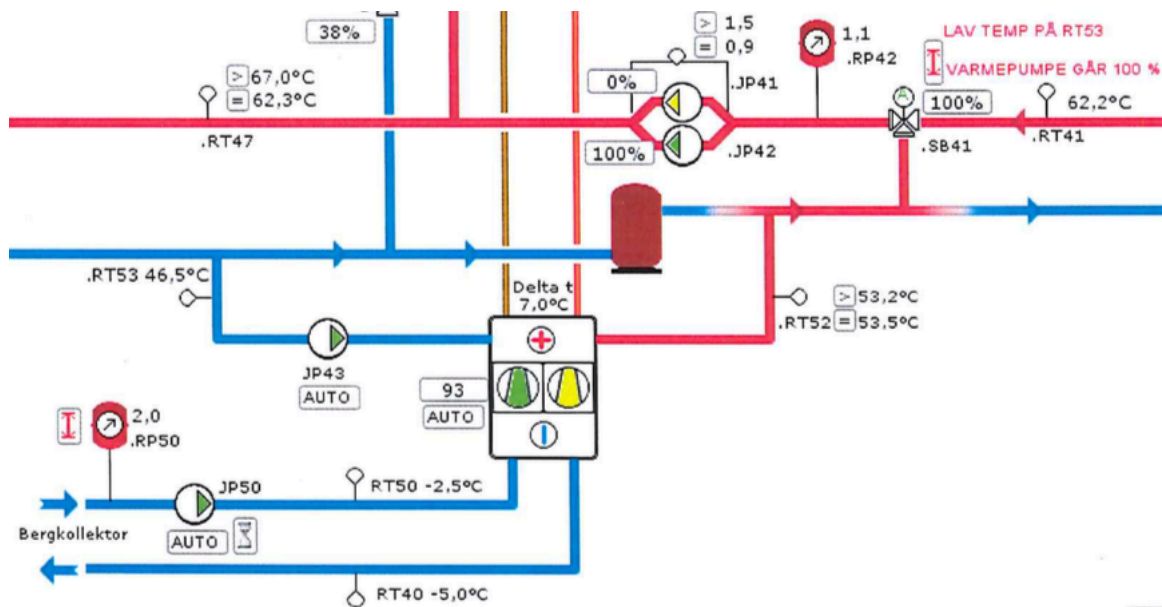 38%
> 1,5
= 0,9
1,1
.RP42
LAV TEMP PÅ RT53
VARMEPUMPE GÅR 100 %
> 67,0°C
= 62,3°C
0%
.JP41
A
100%
62,2°C
.RT47
100%
.JP42
.SB41
.RT41
.RT53 46,5°C
Delta t
7,0°C
> 53,2°C
.RT52 = 53,5°C
JP43
AUTO
93
AUTO
2,0
.RP50
JP50
RT50 -2,5°C
Bergkollektor
AUTO
RT40 -5,0°C